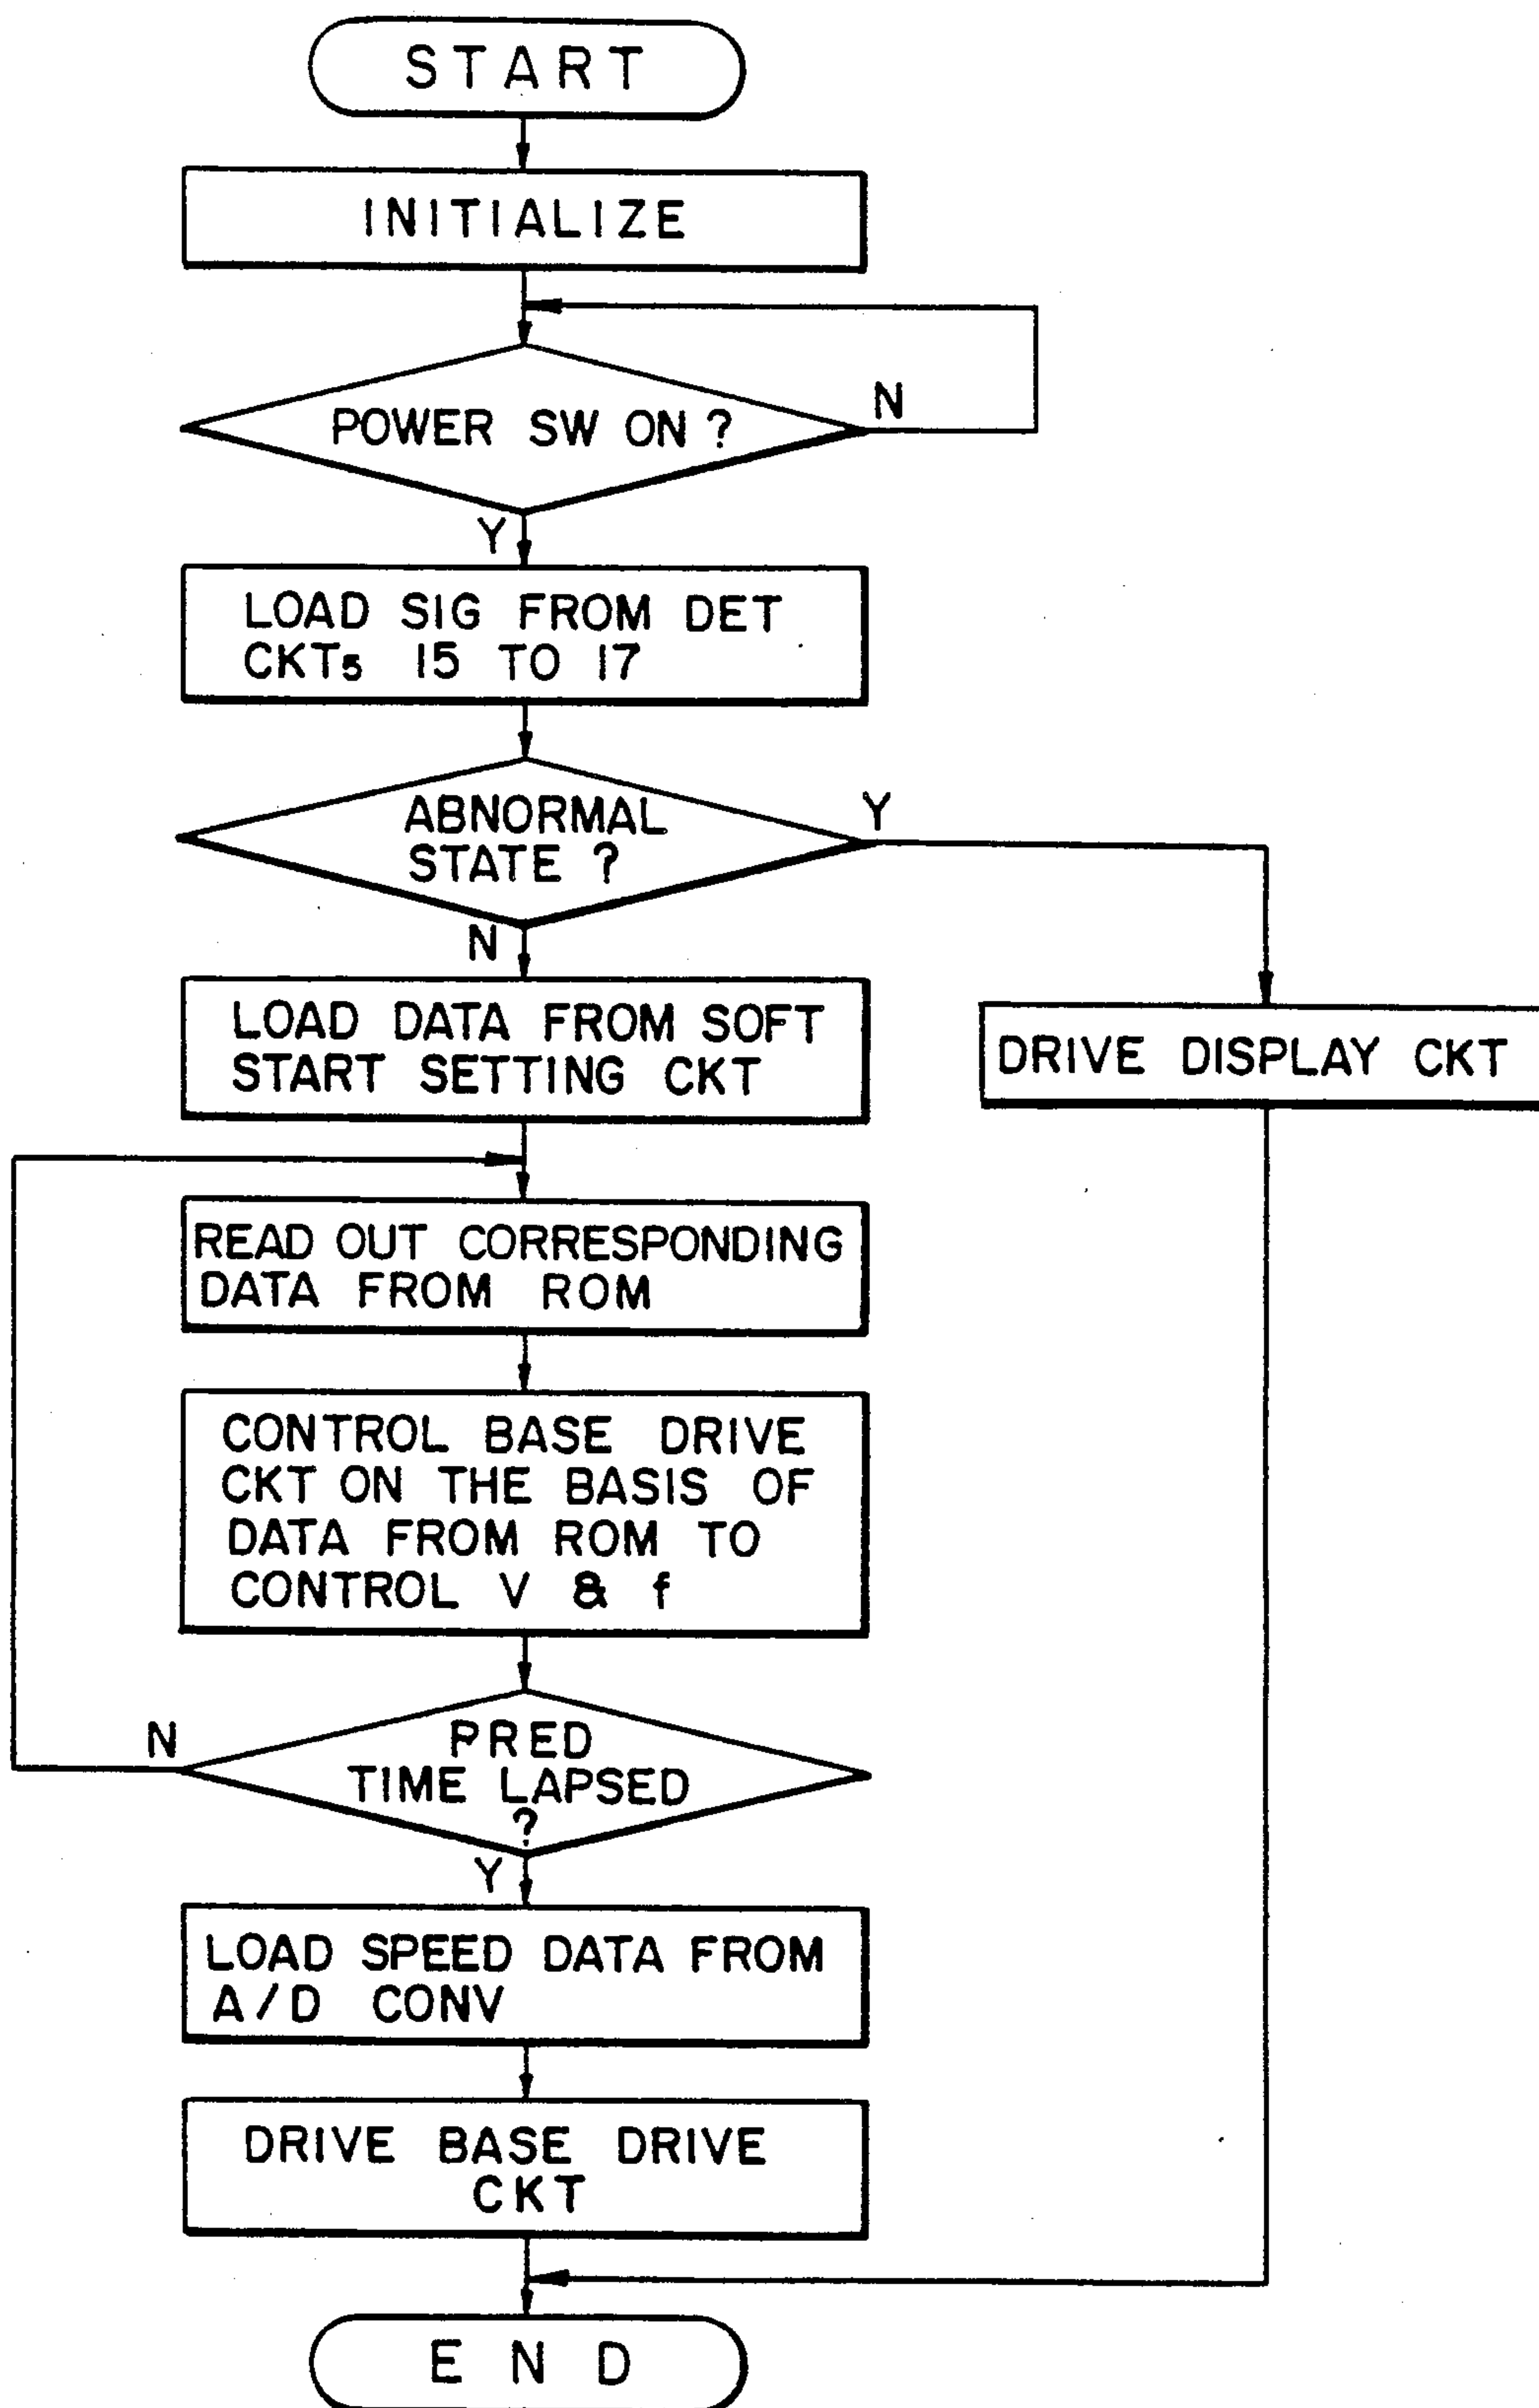 START
INITIALIZE
N
POWER SW ON ?
Y
LOAD SIG FROM DET
CKTs 15 TO 17
Y
ABNORMAL
STATE ?
N
LOAD DATA FROM SOFT
START SETTING CKT
DRIVE DISPLAY CKT
READ OUT CORRESPONDING
DATA FROM ROM
CONTROL BASE DRIVE
CKT ON THE BASIS OF
DATA FROM ROM TO
CONTROL V & f
N
PRED
TIME LAPSED
?
Y
LOAD SPEED DATA FROM
A/D CONV
DRIVE BASE DRIVE
CKT
END